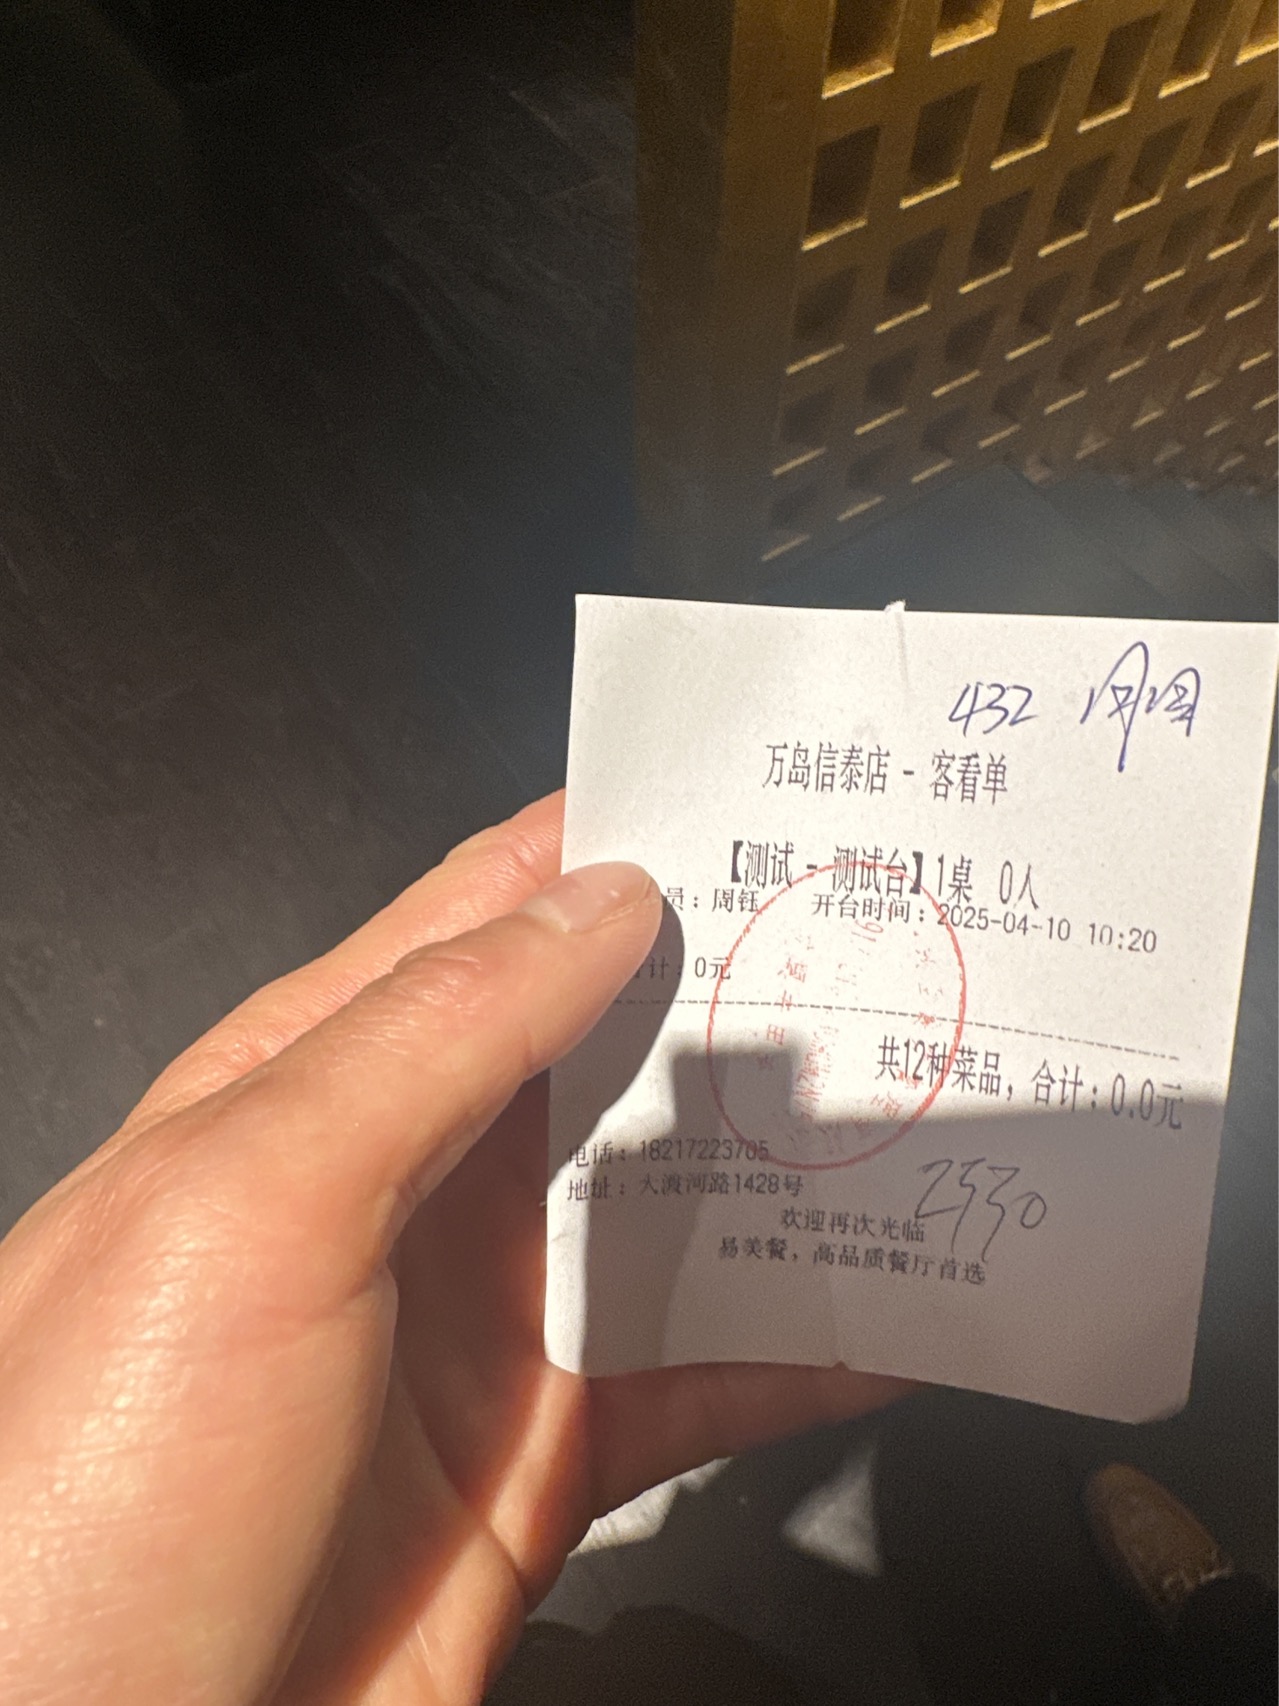 432
万岛信泰店 - 客看单
【测试 - 测试台】1桌 0人
员：周钰 开台时间：2025-04-10 10:20
计：0元
共12种菜品，合计：0.0元
电话：18217223705
地址：大渡河路1428号
2530
欢迎再次光临
易美餐，高品质餐厅首选